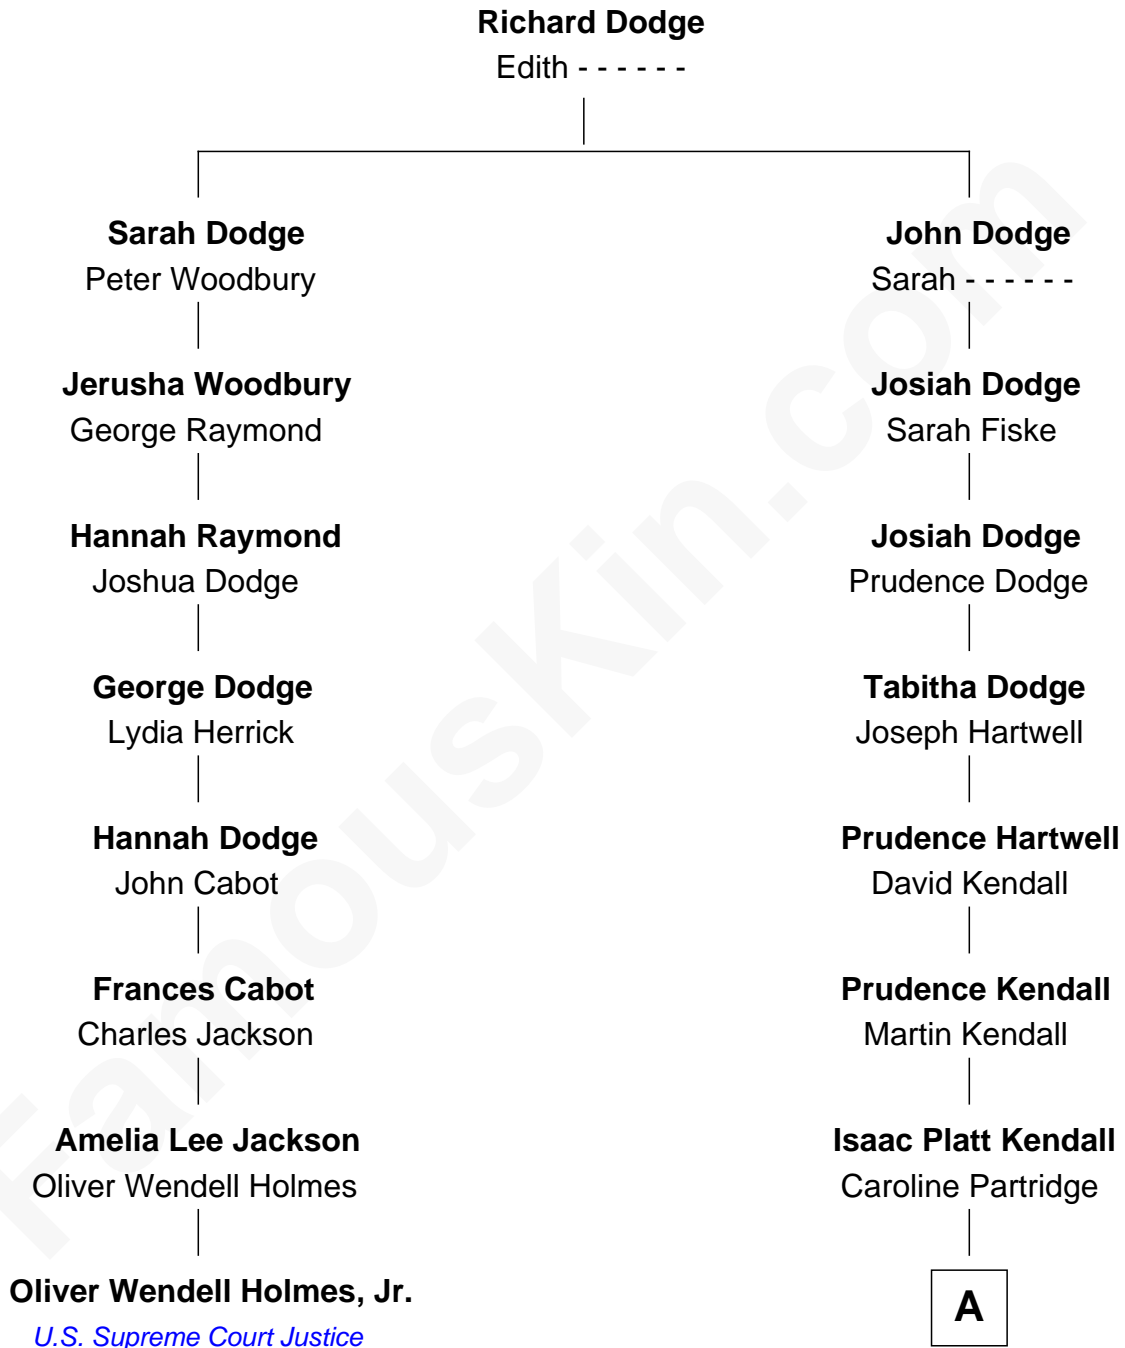 Richard Dodge
Edith - - - - - -
Sarah Dodge
Peter Woodbury
John Dodge
Sarah - - - - - -
Jerusha Woodbury
George Raymond
Josiah Dodge
Sarah Fiske
Hannah Raymond
Joshua Dodge
Josiah Dodge
Prudence Dodge
George Dodge
Lydia Herrick
Tabitha Dodge
Joseph Hartwell
Hannah Dodge
John Cabot
Prudence Hartwell
David Kendall
Frances Cabot
Charles Jackson
Prudence Kendall
Martin Kendall
Amelia Lee Jackson
Oliver Wendell Holmes
Isaac Platt Kendall
Caroline Partridge
Oliver Wendell Holmes, Jr.
U.S. Supreme Court Justice
A
FamousKin.com